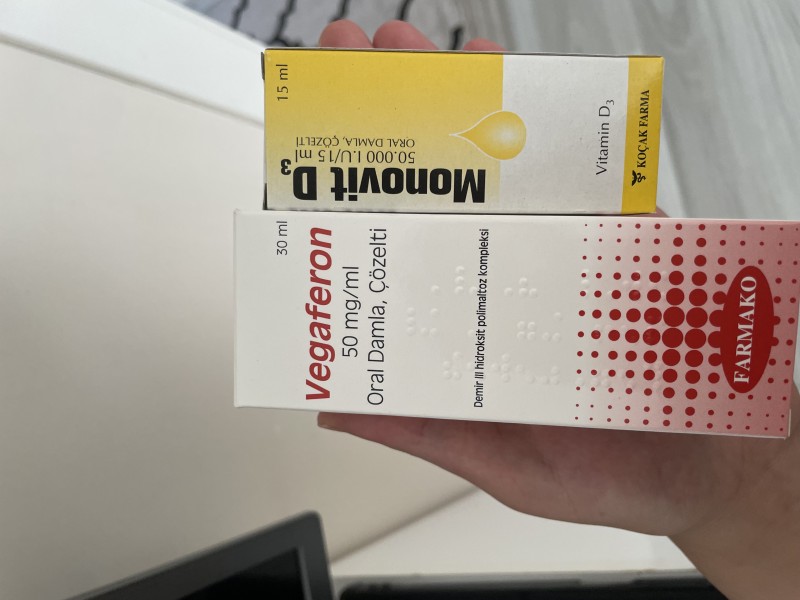 15 ml
Monovit D3
50.000 I.U/15 ml
ORAL DAMLA, ÇÖZELTİ
Vitamin D3
KOÇAK FARMA
30 ml
Vegaferon
50 mg/ml
Oral Damla, Çözelti
Demir III hidroksit polimaltoz kompleksi
FARMAKO